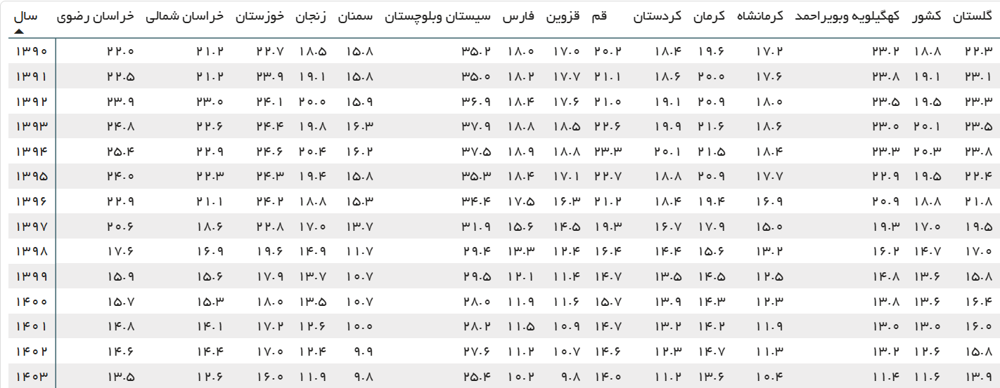 سال خراسان رضوی خراسان شمالی خوزستان زنجان سمنان سیستان وبلوچستان فارس قزوین قم کردستان کرمان کرمانشاه کهگیلویه وبویراحمد کشور گلستان
۱۳۹۰ ۲۲.۰ ۲۱.۲ ۲۲.۷ ۱۸.۵ ۱۵.۸ ۳۵.۲ ۱۸.۰ ۱۷.۰ ۲۰.۲ ۱۸.۴ ۱۹.۶ ۱۷.۲ ۲۳.۲ ۱۸.۸ ۲۲.۳
۱۳۹۱ ۲۲.۵ ۲۱.۲ ۲۳.۹ ۱۹.۱ ۱۵.۸ ۳۵.۰ ۱۸.۲ ۱۷.۷ ۲۱.۱ ۱۸.۶ ۲۰.۰ ۱۷.۶ ۲۳.۸ ۱۹.۱ ۲۳.۱
۱۳۹۲ ۲۳.۹ ۲۳.۰ ۲۴.۱ ۲۰.۰ ۱۵.۹ ۳۶.۹ ۱۸.۴ ۱۷.۶ ۲۱.۰ ۱۹.۱ ۲۰.۹ ۱۸.۰ ۲۳.۵ ۱۹.۵ ۲۳.۳
۱۳۹۳ ۲۴.۸ ۲۲.۶ ۲۴.۴ ۱۹.۸ ۱۶.۳ ۳۷.۹ ۱۸.۸ ۱۸.۵ ۲۲.۶ ۱۹.۹ ۲۱.۶ ۱۸.۶ ۲۳.۰ ۲۰.۱ ۲۳.۵
۱۳۹۴ ۲۵.۴ ۲۲.۹ ۲۴.۶ ۲۰.۴ ۱۶.۲ ۳۷.۵ ۱۸.۹ ۱۸.۸ ۲۳.۳ ۲۰.۱ ۲۱.۵ ۱۸.۴ ۲۳.۳ ۲۰.۳ ۲۳.۸
۱۳۹۵ ۲۴.۰ ۲۲.۳ ۲۴.۳ ۱۹.۴ ۱۵.۸ ۳۵.۳ ۱۸.۴ ۱۷.۱ ۲۲.۷ ۱۸.۸ ۲۰.۹ ۱۷.۷ ۲۲.۹ ۱۹.۵ ۲۲.۴
۱۳۹۶ ۲۲.۹ ۲۱.۱ ۲۴.۲ ۱۸.۸ ۱۵.۳ ۳۴.۴ ۱۷.۵ ۱۶.۳ ۲۱.۲ ۱۸.۴ ۱۹.۴ ۱۶.۹ ۲۰.۹ ۱۸.۸ ۲۱.۸
۱۳۹۷ ۲۰.۶ ۱۸.۶ ۲۲.۸ ۱۷.۰ ۱۳.۷ ۳۱.۹ ۱۵.۶ ۱۴.۵ ۱۹.۳ ۱۶.۷ ۱۷.۹ ۱۵.۰ ۱۹.۳ ۱۷.۰ ۱۹.۵
۱۳۹۸ ۱۷.۶ ۱۶.۹ ۱۹.۶ ۱۴.۹ ۱۱.۷ ۲۹.۴ ۱۳.۳ ۱۲.۴ ۱۶.۴ ۱۴.۴ ۱۵.۶ ۱۳.۲ ۱۶.۲ ۱۴.۷ ۱۷.۰
۱۳۹۹ ۱۵.۹ ۱۵.۶ ۱۷.۹ ۱۳.۷ ۱۰.۷ ۲۹.۵ ۱۲.۱ ۱۱.۴ ۱۴.۷ ۱۳.۵ ۱۴.۵ ۱۲.۵ ۱۴.۸ ۱۳.۶ ۱۵.۸
۱۴۰۰ ۱۵.۷ ۱۵.۳ ۱۸.۰ ۱۳.۵ ۱۰.۷ ۲۸.۰ ۱۱.۹ ۱۱.۶ ۱۵.۷ ۱۳.۹ ۱۴.۳ ۱۲.۳ ۱۳.۸ ۱۳.۶ ۱۶.۴
۱۴۰۱ ۱۴.۸ ۱۴.۱ ۱۷.۲ ۱۲.۶ ۱۰.۰ ۲۸.۲ ۱۱.۵ ۱۰.۹ ۱۴.۷ ۱۳.۲ ۱۴.۲ ۱۱.۹ ۱۳.۰ ۱۳.۰ ۱۶.۰
۱۴۰۲ ۱۴.۶ ۱۴.۴ ۱۷.۰ ۱۲.۴ ۹.۹ ۲۷.۶ ۱۱.۲ ۱۰.۷ ۱۴.۶ ۱۲.۳ ۱۴.۷ ۱۱.۳ ۱۳.۲ ۱۲.۶ ۱۵.۸
۱۴۰۳ ۱۳.۵ ۱۲.۶ ۱۶.۰ ۱۱.۹ ۹.۸ ۲۵.۴ ۱۰.۲ ۹.۸ ۱۴.۰ ۱۱.۲ ۱۳.۶ ۱۰.۴ ۱۱.۴ ۱۱.۶ ۱۳.۹